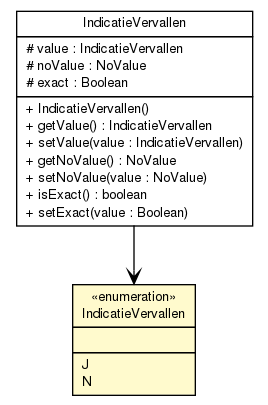 IndicatieVervallen
# value : IndicatieVervallen
# noValue : NoValue
# exact : Boolean
+ IndicatieVervallen()
+ getValue() : IndicatieVervallen
+ setValue(value : IndicatieVervallen)
+ getNoValue() : NoValue
+ setNoValue(value : NoValue)
+ isExact() : boolean
+ setExact(value : Boolean)
«enumeration»
IndicatieVervallen
J
N